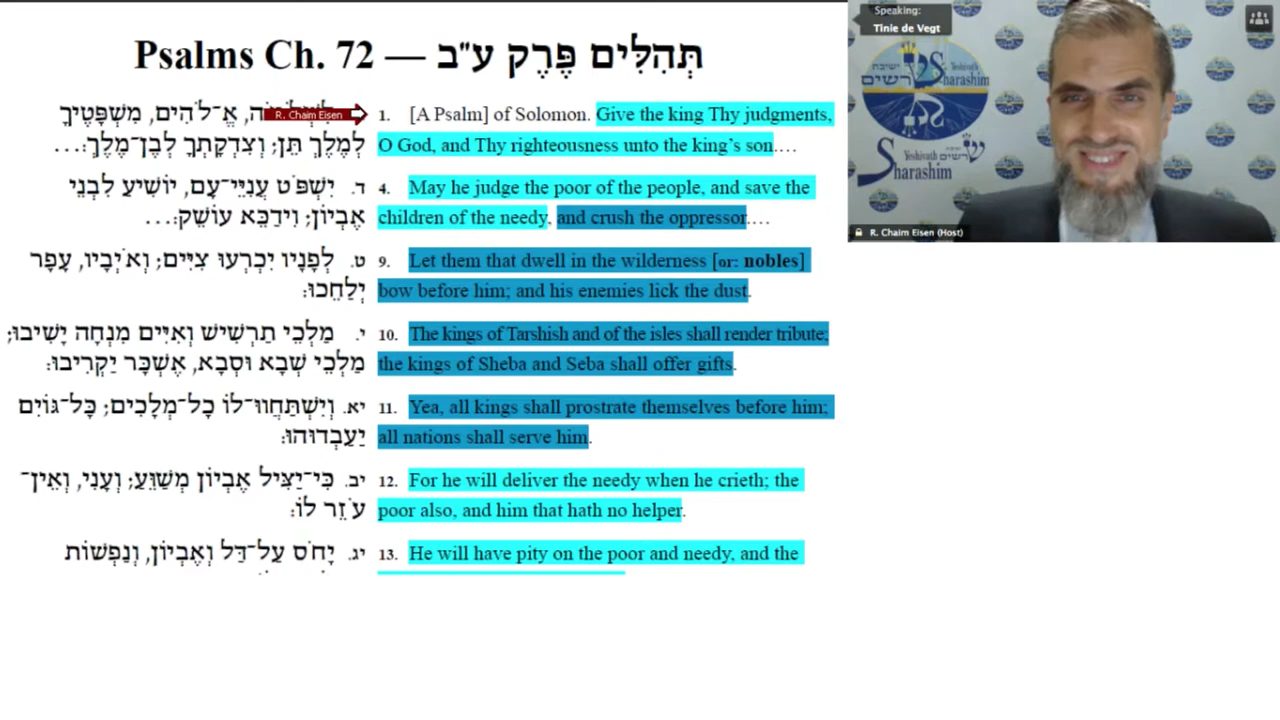 Psalms Ch. 72 — תְּהִלִּים פֶּרֶק ע"ב
1. [A Psalm] of Solomon. Give the king Thy judgments,
O God, and Thy righteousness unto the king's son....
4. May he judge the poor of the people, and save the
children of the needy, and crush the oppressor....
9. Let them that dwell in the wilderness [or: nobles]
bow before him; and his enemies lick the dust.
10. The kings of Tarshish and of the isles shall render tribute;
the kings of Sheba and Seba shall offer gifts.
11. Yea, all kings shall prostrate themselves before him;
all nations shall serve him.
12. For he will deliver the needy when he crieth; the
poor also, and him that hath no helper.
13. He will have pity on the poor and needy, and the
אֱ־לֹהִים, מִשְׁפָּטֶיךָ
לְמֶלֶךְ תֵּן; וְצִדְקָתְךָ לְבֶן־מֶלֶךְ:...
ד. יִשְׁפֹּט עֲנִיֵּי־עָם, יוֹשִׁיעַ לִבְנֵי
אֶבְיוֹן; וִידַכֵּא עוֹשֵׁק:...
ט. לְפָנָיו יִכְרְעוּ צִיִּים; וְאֹיְבָיו, עָפָר
יְלַחֵכוּ:
י. מַלְכֵי תַרְשִׁישׁ וְאִיִּים מִנְחָה יָשִׁיבוּ;
מַלְכֵי שְׁבָא וּסְבָא, אֶשְׁכָּר יַקְרִיבוּ:
יא. וְיִשְׁתַּחֲווּ־לוֹ כָל־מְלָכִים; כָּל־גּוֹיִם
יַעַבְדוּהוּ:
יב. כִּי־יַצִּיל אֶבְיוֹן מְשַׁוֵּעַ; וְעָנִי, וְאֵין־
עֹזֵר לוֹ:
יג. יָחֹס עַל־דַּל וְאֶבְיוֹן, וְנַפְשׁוֹת
R. Chaim Eisen
Speaking:
Tinie de Vegt
ישיבת
שרשים
Yeshivath
Sharashim
Yeshivath שרשים
Sharashim
R. Chaim Eisen (Host)